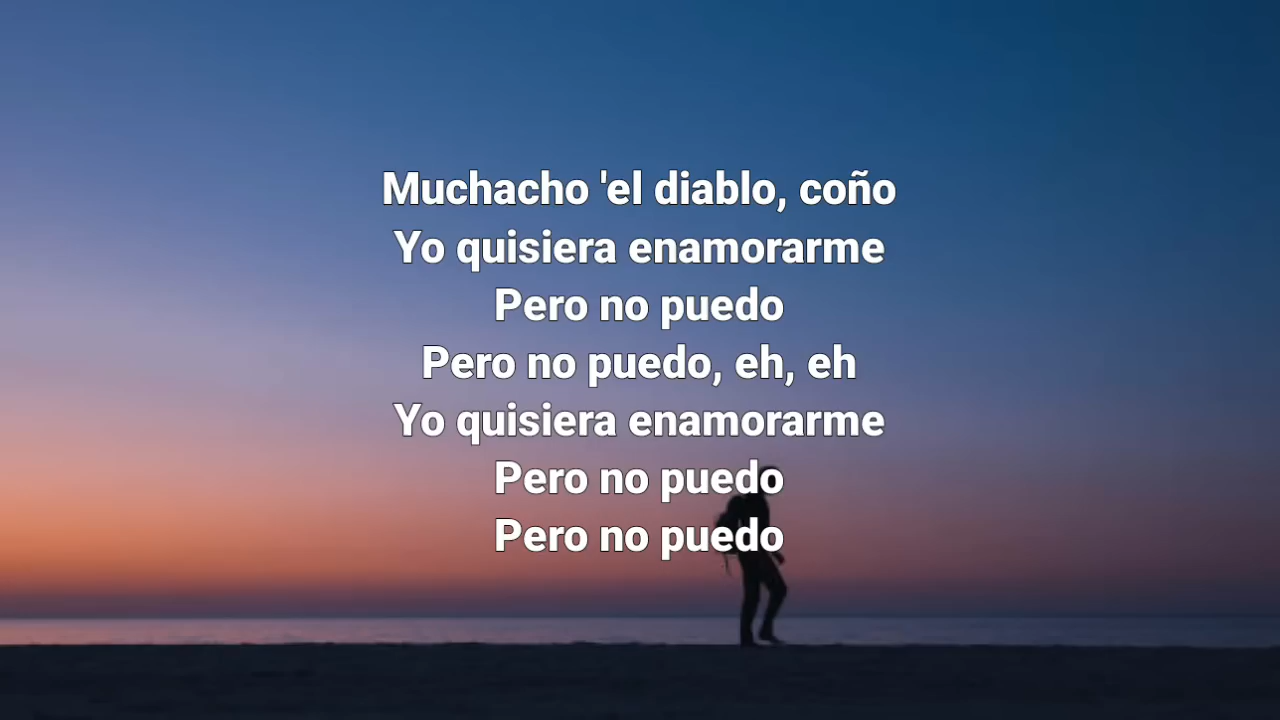 Muchacho 'el diablo, coño
Yo quisiera enamorarme
Pero no puedo
Pero no puedo, eh, eh
Yo quisiera enamorarme
Pero no puedo
Pero no puedo